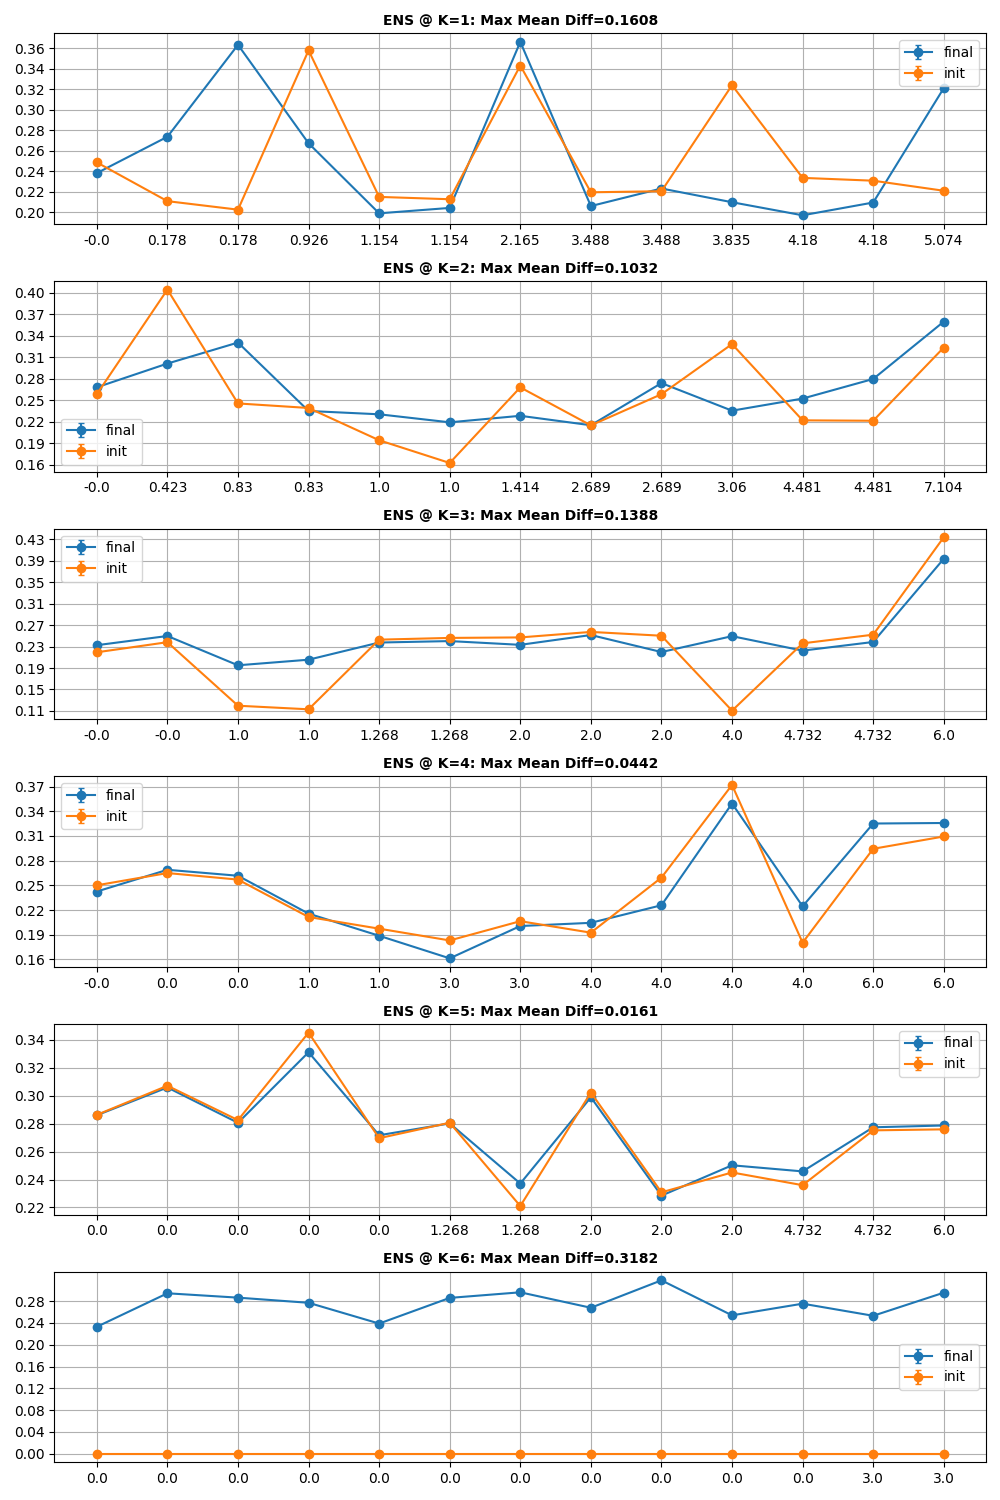 ENS @ K=1: Max Mean Diff=0.1608
0.36
0.34
0.32
0.30
0.28
0.26
0.24
0.22
0.20
final
init
-0.0 0.178 0.178 0.926 1.154 1.154 2.165 3.488 3.488 3.835 4.18 4.18 5.074
ENS @ K=2: Max Mean Diff=0.1032
0.40
0.37
0.34
0.31
0.28
0.25
0.22
0.19
0.16
final
init
-0.0 0.423 0.83 0.83 1.0 1.0 1.414 2.689 2.689 3.06 4.481 4.481 7.104
ENS @ K=3: Max Mean Diff=0.1388
0.43
0.39
0.35
0.31
0.27
0.23
0.19
0.15
0.11
final
init
-0.0 -0.0 1.0 1.0 1.268 1.268 2.0 2.0 2.0 4.0 4.732 4.732 6.0
ENS @ K=4: Max Mean Diff=0.0442
0.37
0.34
0.31
0.28
0.25
0.22
0.19
0.16
final
init
-0.0 0.0 0.0 1.0 1.0 3.0 3.0 4.0 4.0 4.0 4.0 6.0 6.0
ENS @ K=5: Max Mean Diff=0.0161
0.34
0.32
0.30
0.28
0.26
0.24
0.22
final
init
0.0 0.0 0.0 0.0 0.0 1.268 1.268 2.0 2.0 2.0 4.732 4.732 6.0
ENS @ K=6: Max Mean Diff=0.3182
0.28
0.24
0.20
0.16
0.12
0.08
0.04
0.00
final
init
0.0 0.0 0.0 0.0 0.0 0.0 0.0 0.0 0.0 0.0 0.0 3.0 3.0